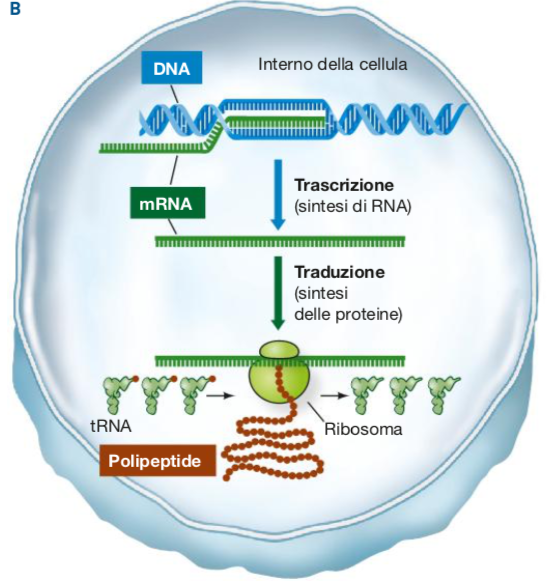 B
DNA
Interno della cellula
mRNA
Trascrizione
(sintesi di RNA)
Traduzione
(sintesi
delle proteine)
tRNA
Ribosoma
Polipeptide